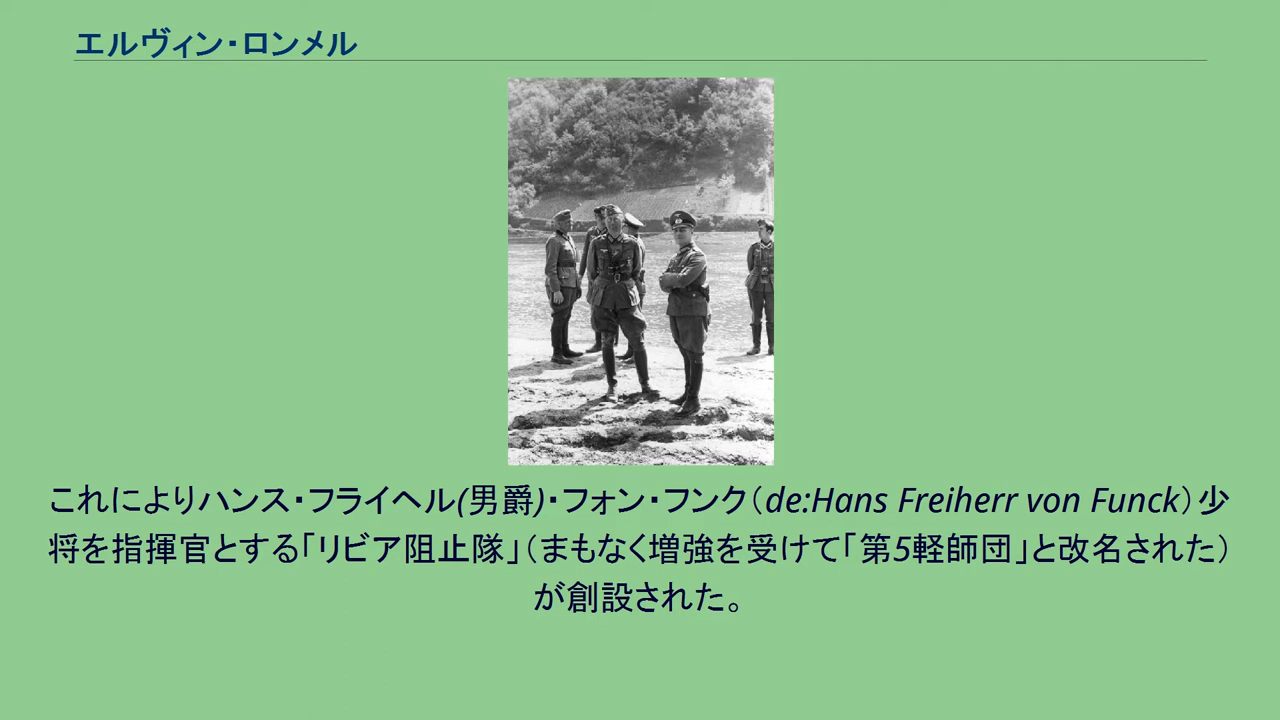 エルヴィン・ロンメル
これによりハンス・フライヘル(男爵)・フォン・フンク（de:Hans Freiherr von Funck）少
将を指揮官とする「リビア阻止隊」（まもなく増強を受けて「第5軽師団」と改名された）
が創設された。